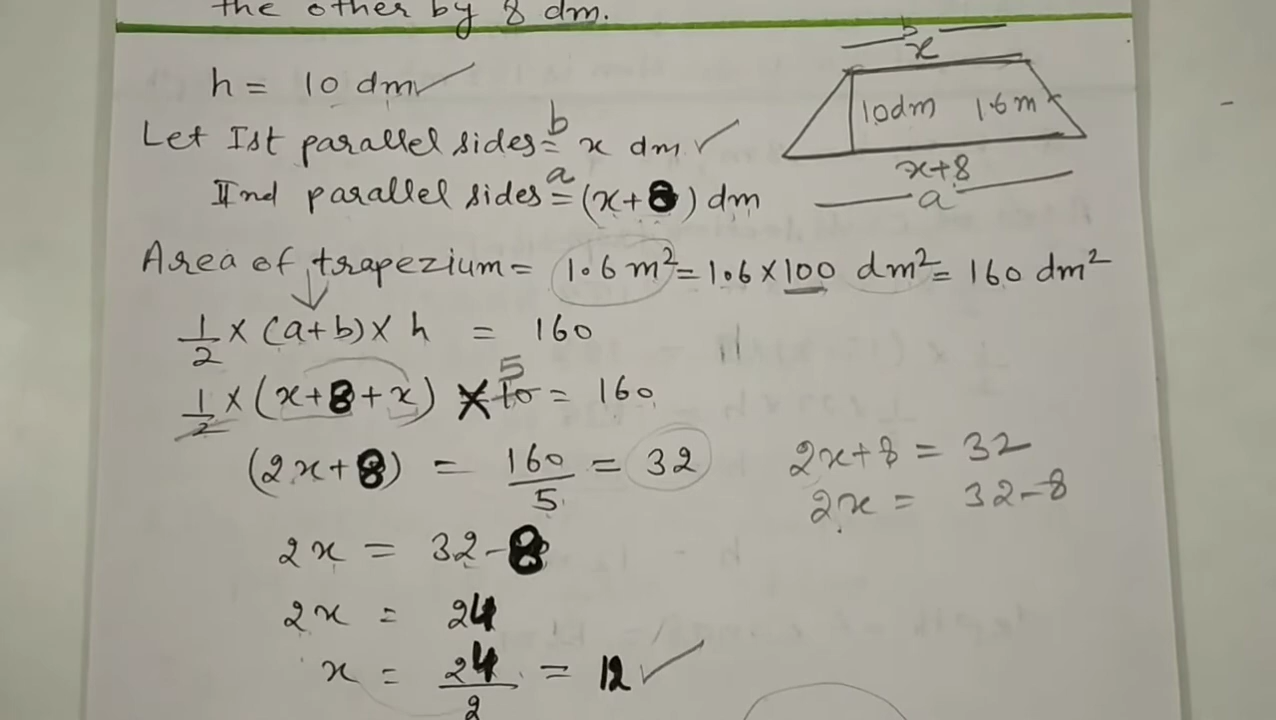 the other by 8 dm.
h = 10 dm ✓
Let Ist parallel sides = x dm ✓
b
IInd parallel sides = (x+8) dm
a
b
x
10dm 1.6m
x+8
a
Area of trapezium = 1.6 m² = 1.6 × 100 dm² = 160 dm²
1/2 × (a+b) × h = 160
1/2 × (x+8+x) × 10 = 160
5
(2x+8) = 160/5 = 32
2x = 32-8
2x = 24
x = 24/2 = 12 ✓
2x+8 = 32
2x = 32-8